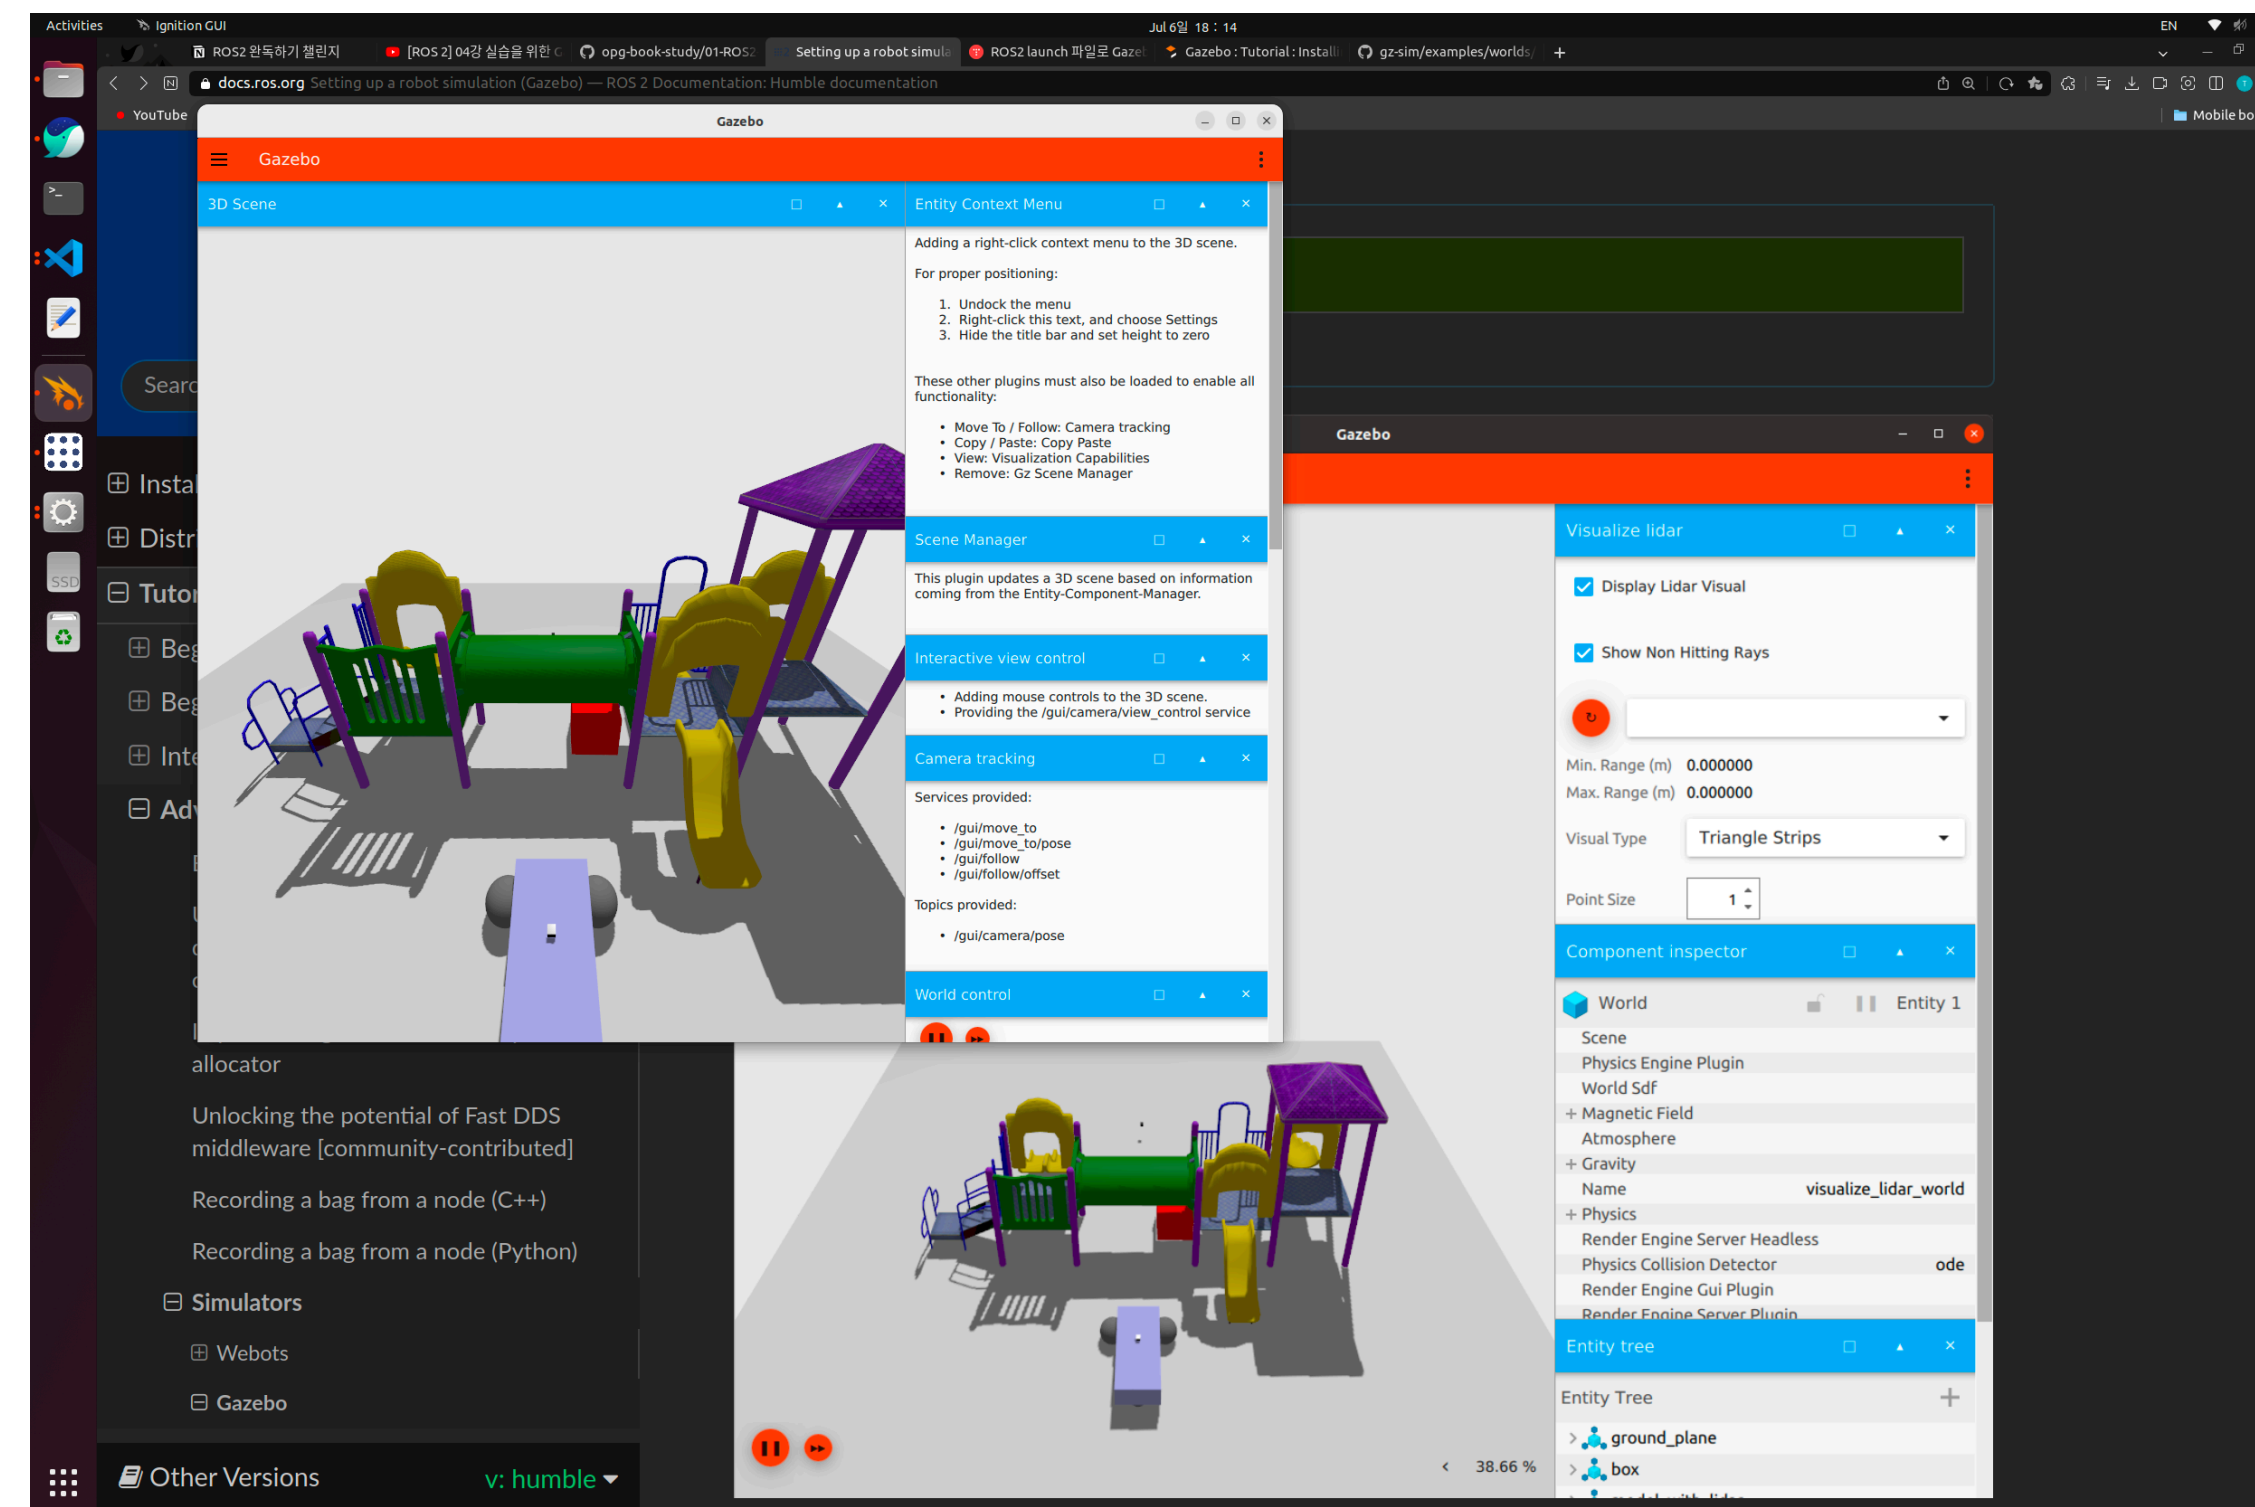 Activities
Ignition GUI
Jul 6일 18 : 14
EN
ROS2 완독하기 챌린지
[ROS 2] 04강 실습을 위한 G
opg-book-study/01-ROS2
Setting up a robot simula
ROS2 launch 파일로 Gaze
Gazebo : Tutorial : Install
gz-sim/examples/worlds/
docs.ros.org Setting up a robot simulation (Gazebo) — ROS 2 Documentation: Humble documentation
YouTube
Mobile bo
Gazebo
Gazebo
3D Scene
Entity Context Menu
Adding a right-click context menu to the 3D scene.
For proper positioning:
1. Undock the menu
2. Right-click this text, and choose Settings
3. Hide the title bar and set height to zero
These other plugins must also be loaded to enable all
functionality:
• Move To / Follow: Camera tracking
• Copy / Paste: Copy Paste
• View: Visualization Capabilities
• Remove: Gz Scene Manager
Scene Manager
This plugin updates a 3D scene based on information
coming from the Entity-Component-Manager.
Interactive view control
• Adding mouse controls to the 3D scene.
• Providing the /gui/camera/view_control service
Camera tracking
Services provided:
• /gui/move_to
• /gui/move_to/pose
• /gui/follow
• /gui/follow/offset
Topics provided:
• /gui/camera/pose
World control
Searc
Insta
Distr
Tutor
Beg
Beg
Inte
Adv
allocator
Unlocking the potential of Fast DDS
middleware [community-contributed]
Recording a bag from a node (C++)
Recording a bag from a node (Python)
Simulators
Webots
Gazebo
Other Versions
v: humble
SSD
Gazebo
Visualize lidar
Display Lidar Visual
Show Non Hitting Rays
Min. Range (m) 0.000000
Max. Range (m) 0.000000
Visual Type Triangle Strips
Point Size 1
Component inspector
World Entity 1
Scene
Physics Engine Plugin
World Sdf
+ Magnetic Field
Atmosphere
+ Gravity
Name visualize_lidar_world
+ Physics
Render Engine Server Headless
Physics Collision Detector ode
Render Engine Gui Plugin
Render Engine Server Plugin
Entity tree
Entity Tree
ground_plane
box
model_with_lidar
38.66 %